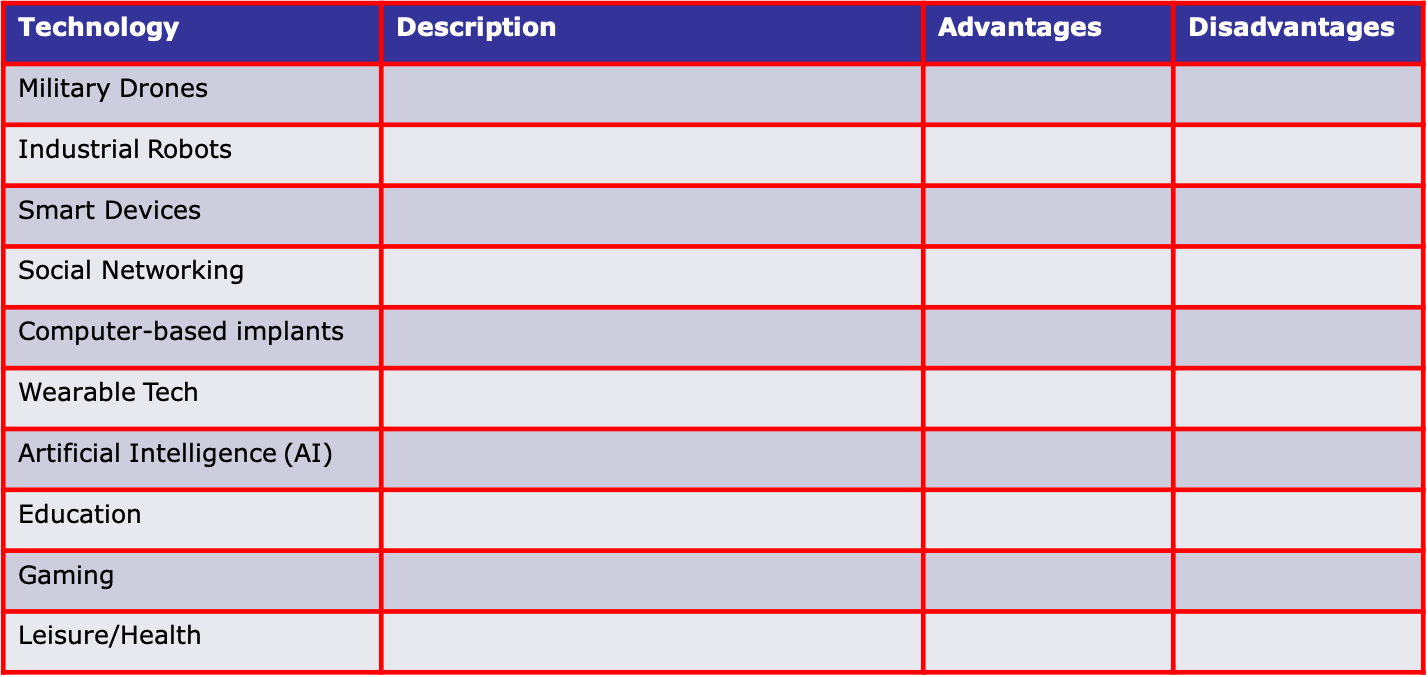 Technology Description Advantages Disadvantages
Military Drones
Industrial Robots
Smart Devices
Social Networking
Computer-based implants
Wearable Tech
Artificial Intelligence (AI)
Education
Gaming
Leisure/Health